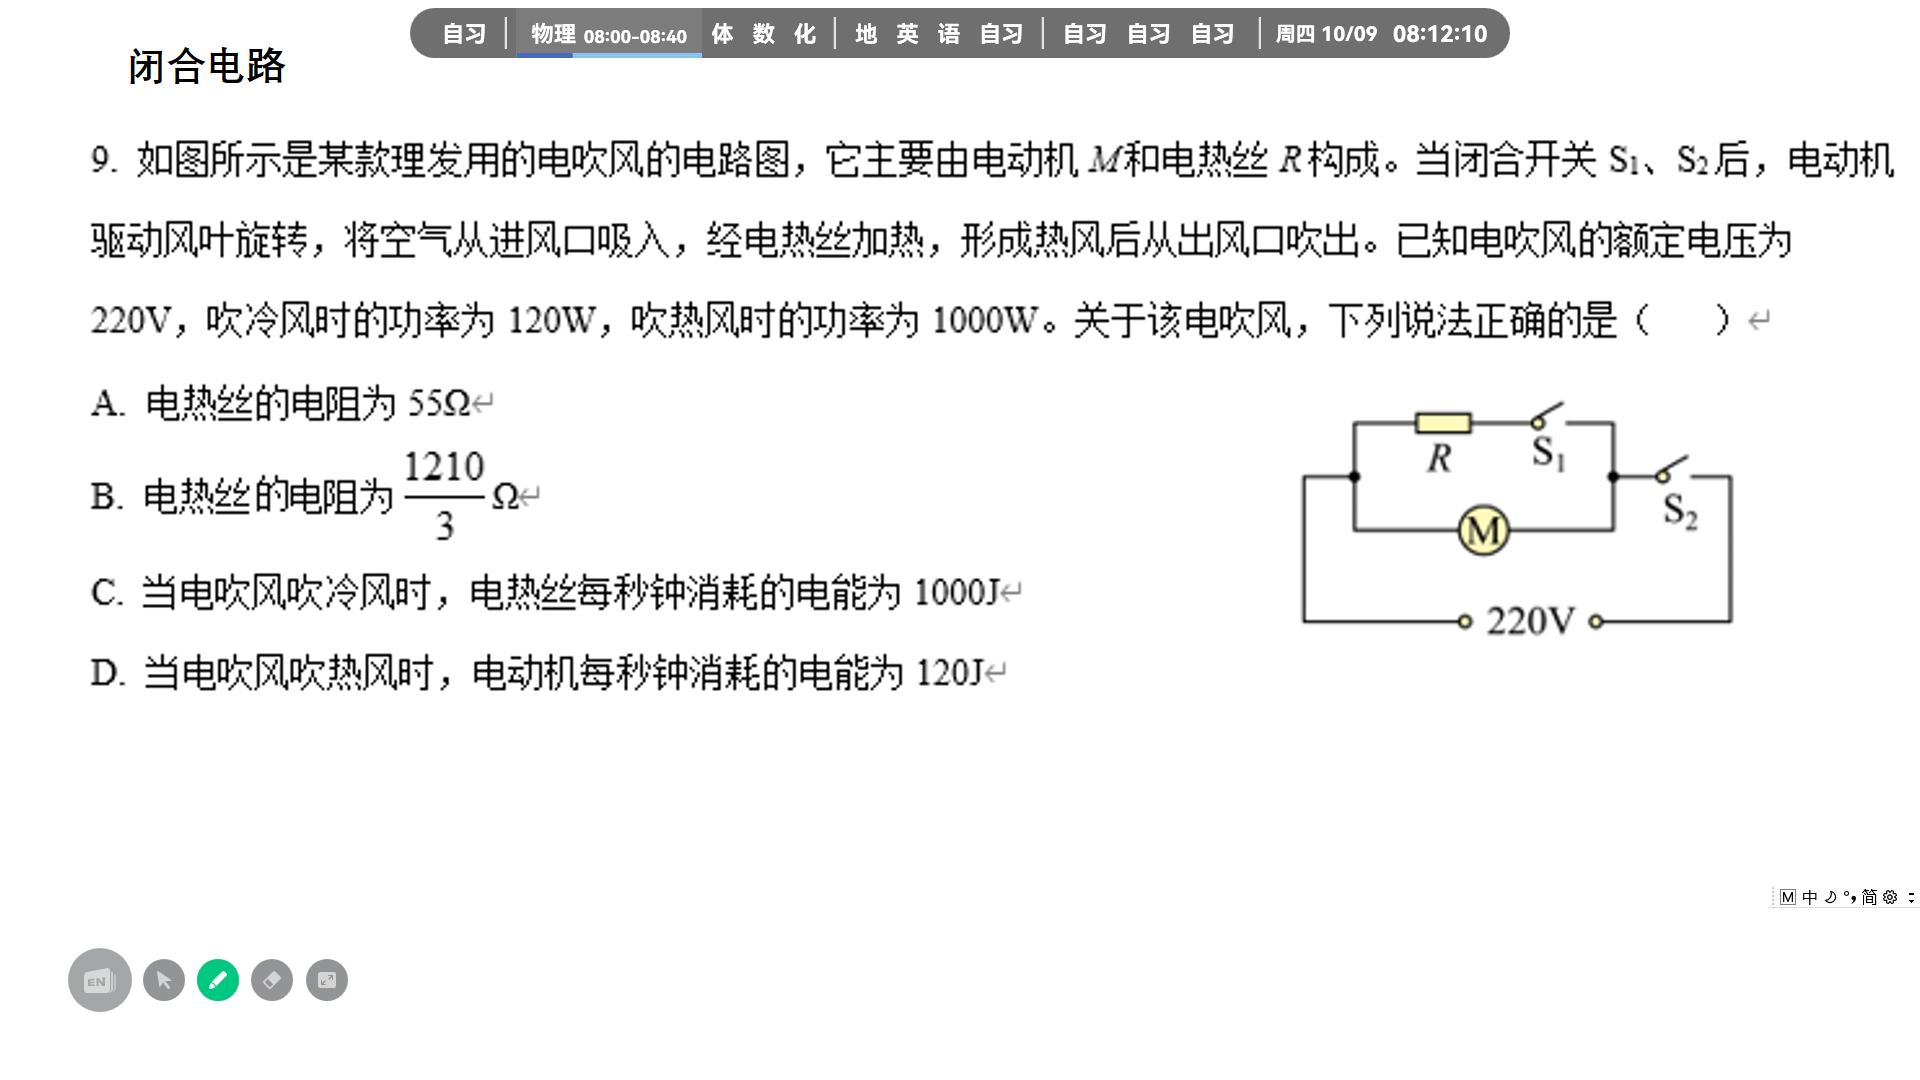 自习 物理 08:00-08:40 体 数 化 地 英 语 自习 自习 自习 自习 周四 10/09 08:12:10
闭合电路
9. 如图所示是某款理发用的电吹风的电路图，它主要由电动机 M和电热丝 R构成。当闭合开关 S₁、S₂后，电动机
驱动风叶旋转，将空气从进风口吸入，经电热丝加热，形成热风后从出风口吹出。已知电吹风的额定电压为
220V，吹冷风时的功率为 120W，吹热风时的功率为 1000W。关于该电吹风，下列说法正确的是（ ）↵
A. 电热丝的电阻为 55Ω↵
B. 电热丝的电阻为 1210/3 Ω↵
C. 当电吹风吹冷风时，电热丝每秒钟消耗的电能为 1000J↵
D. 当电吹风吹热风时，电动机每秒钟消耗的电能为 120J↵
R S₁
S₂
M
220V
M 中 简
EN